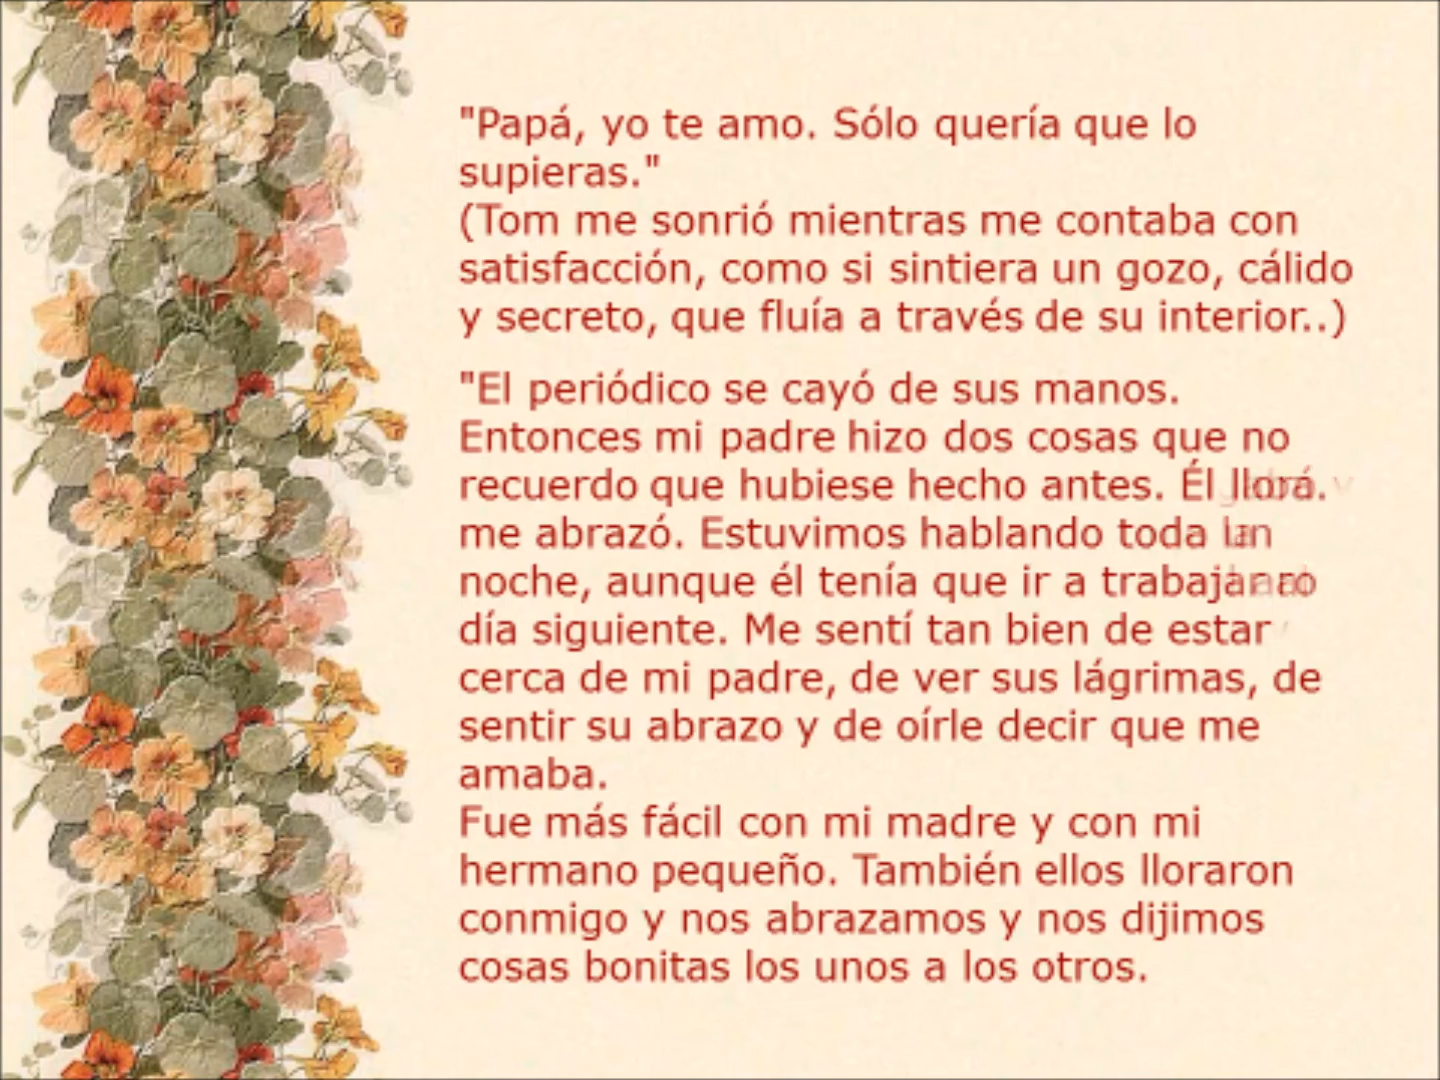 "Papá, yo te amo. Sólo quería que lo
supieras."
(Tom me sonrió mientras me contaba con
satisfacción, como si sintiera un gozo, cálido
y secreto, que fluía a través de su interior..)
"El periódico se cayó de sus manos.
Entonces mi padre hizo dos cosas que no
recuerdo que hubiese hecho antes. Él
me abrazó. Estuvimos hablando toda
noche, aunque él tenía que ir a
día siguiente. Me sentí tan bien de estar
cerca de mi padre, de ver sus lágrimas, de
sentir su abrazo y de oírle decir que me
amaba.
Fue más fácil con mi madre y con mi
hermano pequeño. También ellos lloraron
conmigo y nos abrazamos y nos dijimos
cosas bonitas los unos a los otros.